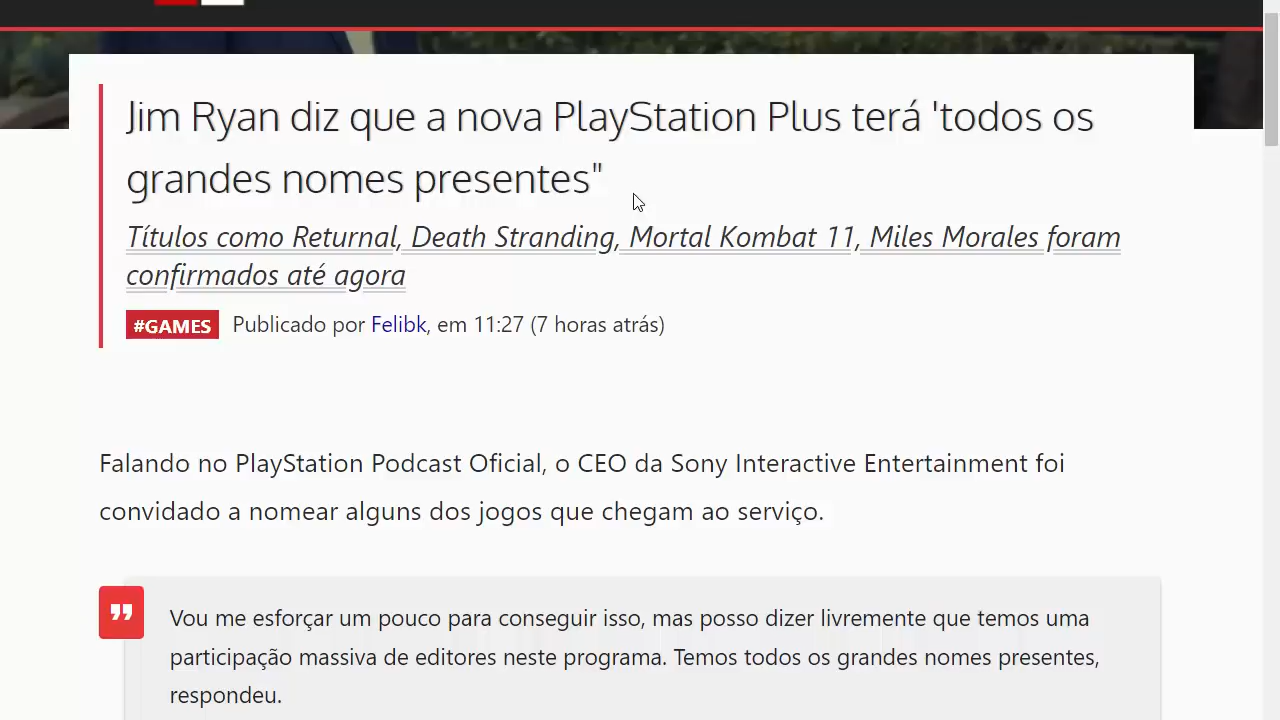 Jim Ryan diz que a nova PlayStation Plus terá 'todos os
grandes nomes presentes"
Títulos como Returnal, Death Stranding, Mortal Kombat 11, Miles Morales foram
confirmados até agora
#GAMES Publicado por Felibk, em 11:27 (7 horas atrás)
Falando no PlayStation Podcast Oficial, o CEO da Sony Interactive Entertainment foi
convidado a nomear alguns dos jogos que chegam ao serviço.
Vou me esforçar um pouco para conseguir isso, mas posso dizer livremente que temos uma
participação massiva de editores neste programa. Temos todos os grandes nomes presentes,
respondeu.